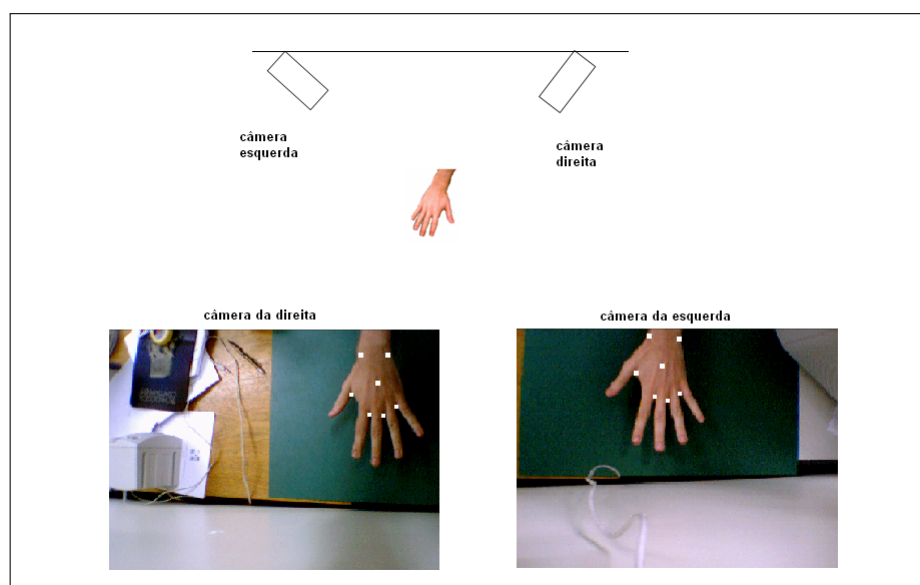 câmera
esquerda
câmera
direita
câmera da direita
câmera da esquerda